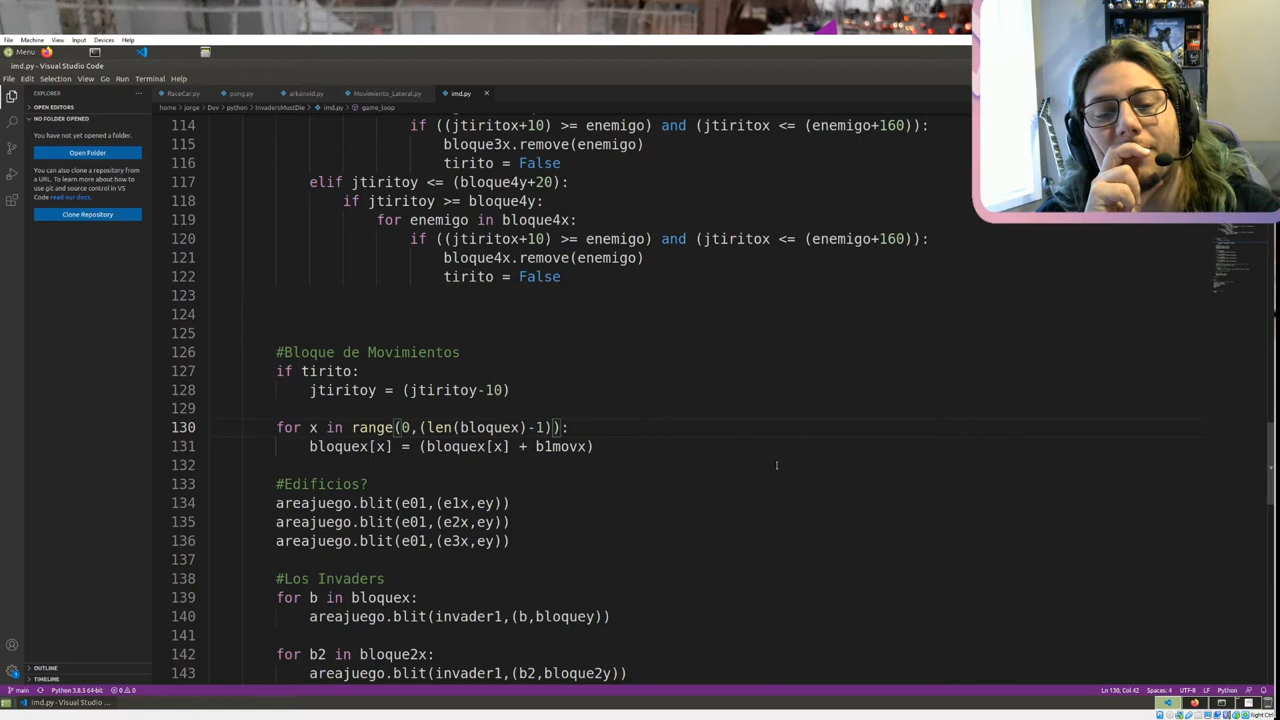 File Machine View Input Devices Help
Menu
imd.py - Visual Studio Code
File Edit Selection View Go Run Terminal Help
EXPLORER ···
RaceCar.py pong.py arkanoid.py Movimiento_Lateral.py imd.py
OPEN EDITORS
home > jorge > Dev > python > InvadersMustDie > imd.py > game_loop
NO FOLDER OPENED
You have not yet opened a folder.
Open Folder
You can also clone a repository
from a URL. To learn more about how
to use git and source control in VS
Code read our docs.
Clone Repository
114 if ((jtiritox+10) >= enemigo) and (jtiritox <= (enemigo+160)):
115 bloque3x.remove(enemigo)
116 tirito = False
117 elif jtiritoy <= (bloque4y+20):
118 if jtiritoy >= bloque4y:
119 for enemigo in bloque4x:
120 if ((jtiritox+10) >= enemigo) and (jtiritox <= (enemigo+160)):
121 bloque4x.remove(enemigo)
122 tirito = False
123
124
125
126 #Bloque de Movimientos
127 if tirito:
128 jtiritoy = (jtiritoy-10)
129
130 for x in range(0,(len(bloquex)-1)):
131 bloquex[x] = (bloquex[x] + b1movx)
132
133 #Edificios?
134 areajuego.blit(e01,(e1x,ey))
135 areajuego.blit(e01,(e2x,ey))
136 areajuego.blit(e01,(e3x,ey))
137
138 #Los Invaders
139 for b in bloquex:
140 areajuego.blit(invader1,(b,bloquey))
141
142 for b2 in bloque2x:
143 areajuego.blit(invader1,(b2,bloque2y))
OUTLINE
TIMELINE
main Python 3.8.5 64-bit 0 0 Ln 130, Col 42 Spaces: 4 UTF-8 LF Python
imd.py - Visual Studio ...
Right Ctrl